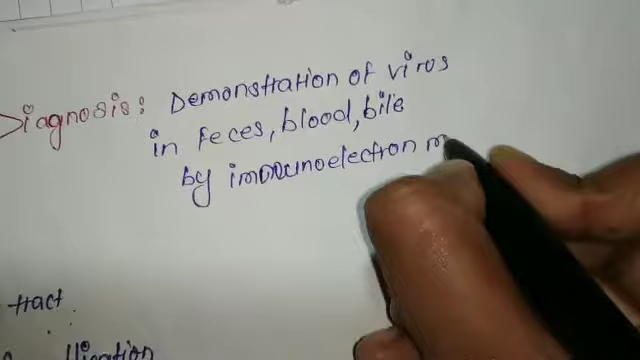 Diagnosis: Demonstration of virus
in feces, blood, bile
by immunoelectron m
tract